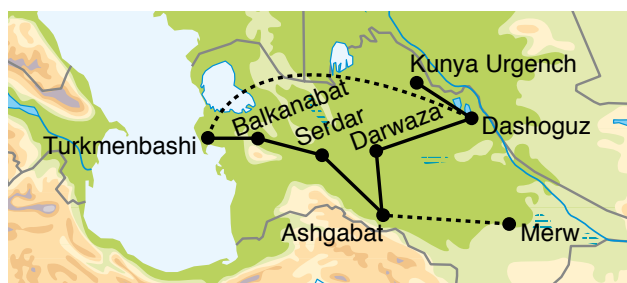 Kunya Urgench
Balkanabat
Serdar
Darwaza
Dashoguz
Turkmenbashi
Ashgabat
Merw